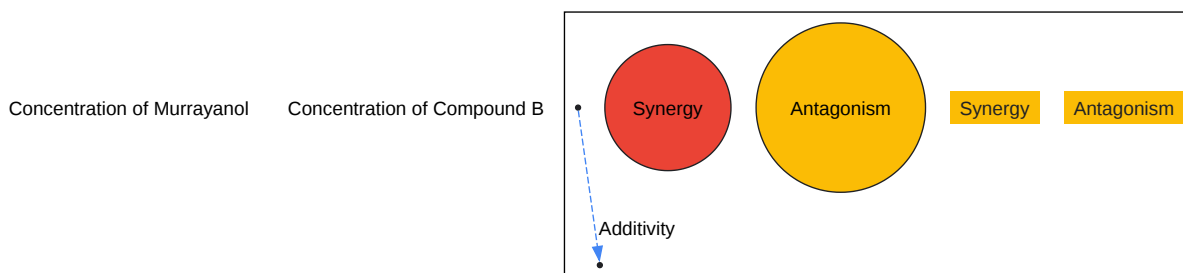 Concentration of Murrayanol
Concentration of Compound B
Synergy
Antagonism
Synergy
Antagonism
Additivity